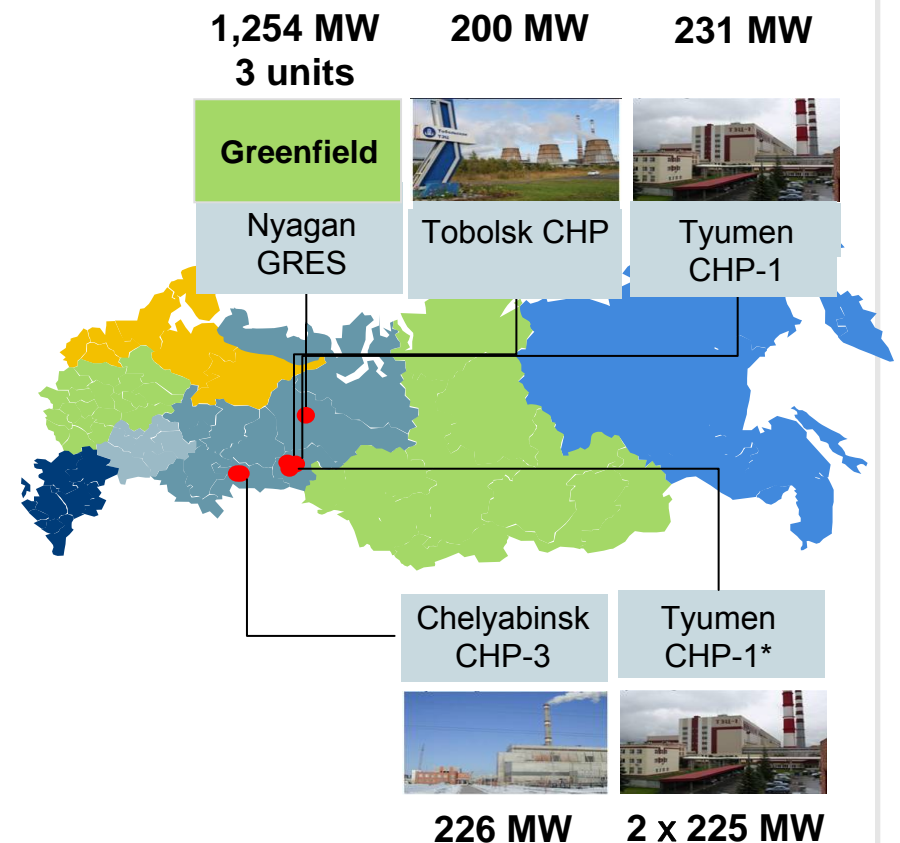 1,254 MW
3 units
200 MW
231 MW
Greenfield
Nyagan
GRES
Tobolsk CHP
Tyumen
CHP-1
Chelyabinsk
CHP-3
Tyumen
CHP-1*
226 MW
2 x 225 MW